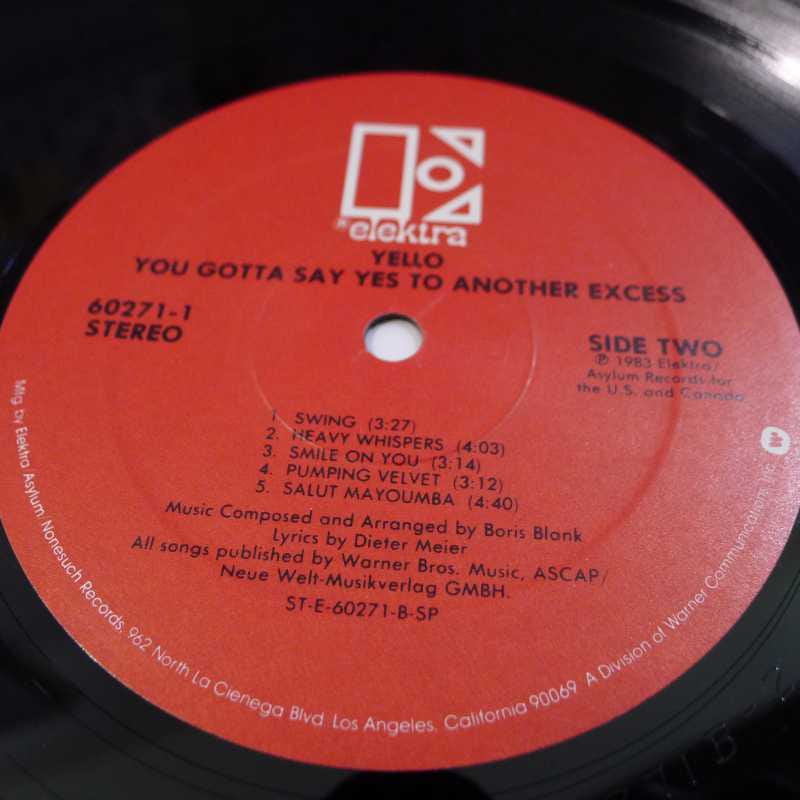 elektra
YELLO
YOU GOTTA SAY YES TO ANOTHER EXCESS
60271-1
STEREO
SIDE TWO
℗ 1983 Elektra/
Asylum Records for
the U.S. and Canada
1. SWING (3:27)
2. HEAVY WHISPERS (4:03)
3. SMILE ON YOU (3:14)
4. PUMPING VELVET (3:12)
5. SALUT MAYOUMBA (4:40)
Music Composed and Arranged by Boris Blank
Lyrics by Dieter Meier
All songs published by Warner Bros. Music, ASCAP/
Neue Welt-Musikverlag GMBH.
ST-E-60271-B-SP
Mfg by Elektra Asylum Nonesuch Records, 962 North La Cienega Blvd. Los Angeles, California 90069 A Division of Warner Communications Inc